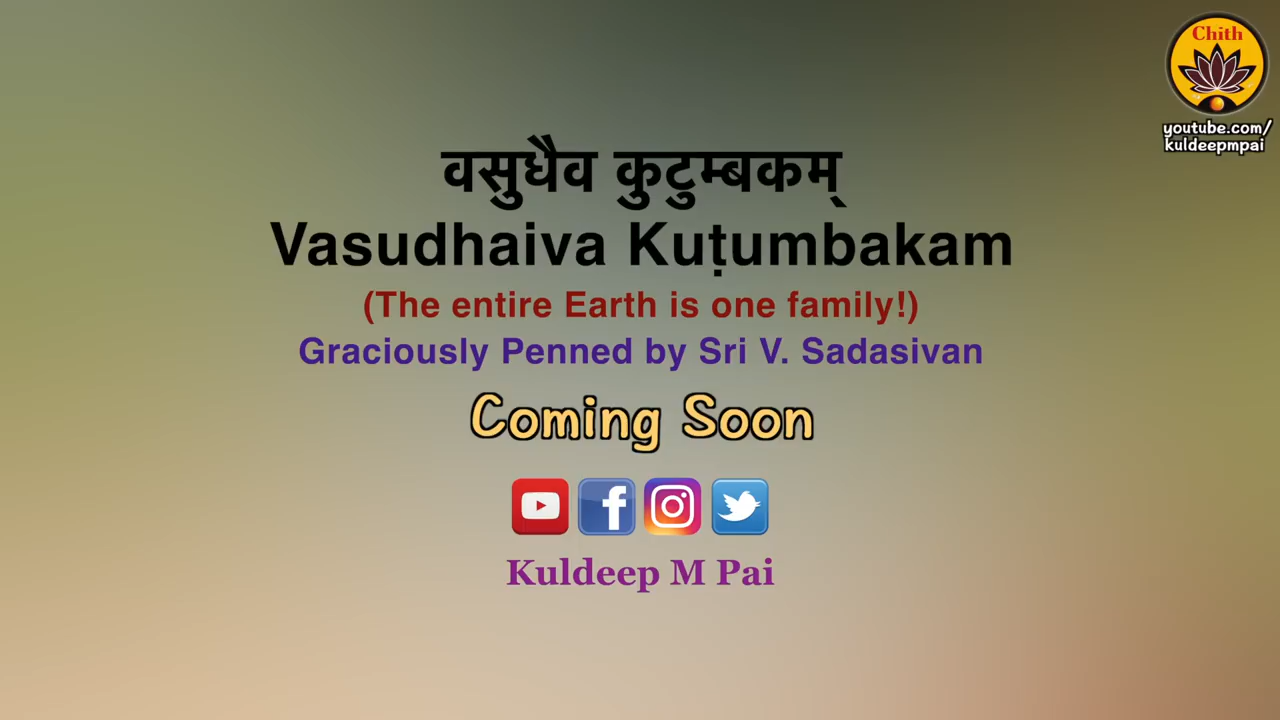 Chith
youtube.com/
kuldeepmpai
वसुधैव कुटुम्बकम्
Vasudhaiva Kuṭumbakam
(The entire Earth is one family!)
Graciously Penned by Sri V. Sadasivan
Coming Soon
Kuldeep M Pai